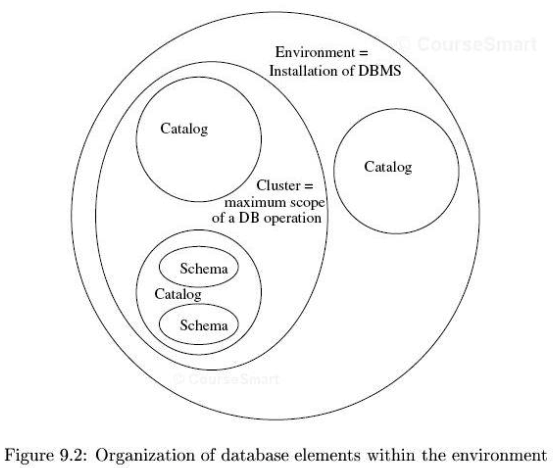 © CourseSmart
Environment =
Installation of DBMS
Catalog
Catalog
Cluster =
maximum scope
of a DB operation
Schema
Catalog
Schema
© CourseSmart
Figure 9.2: Organization of database elements within the environment